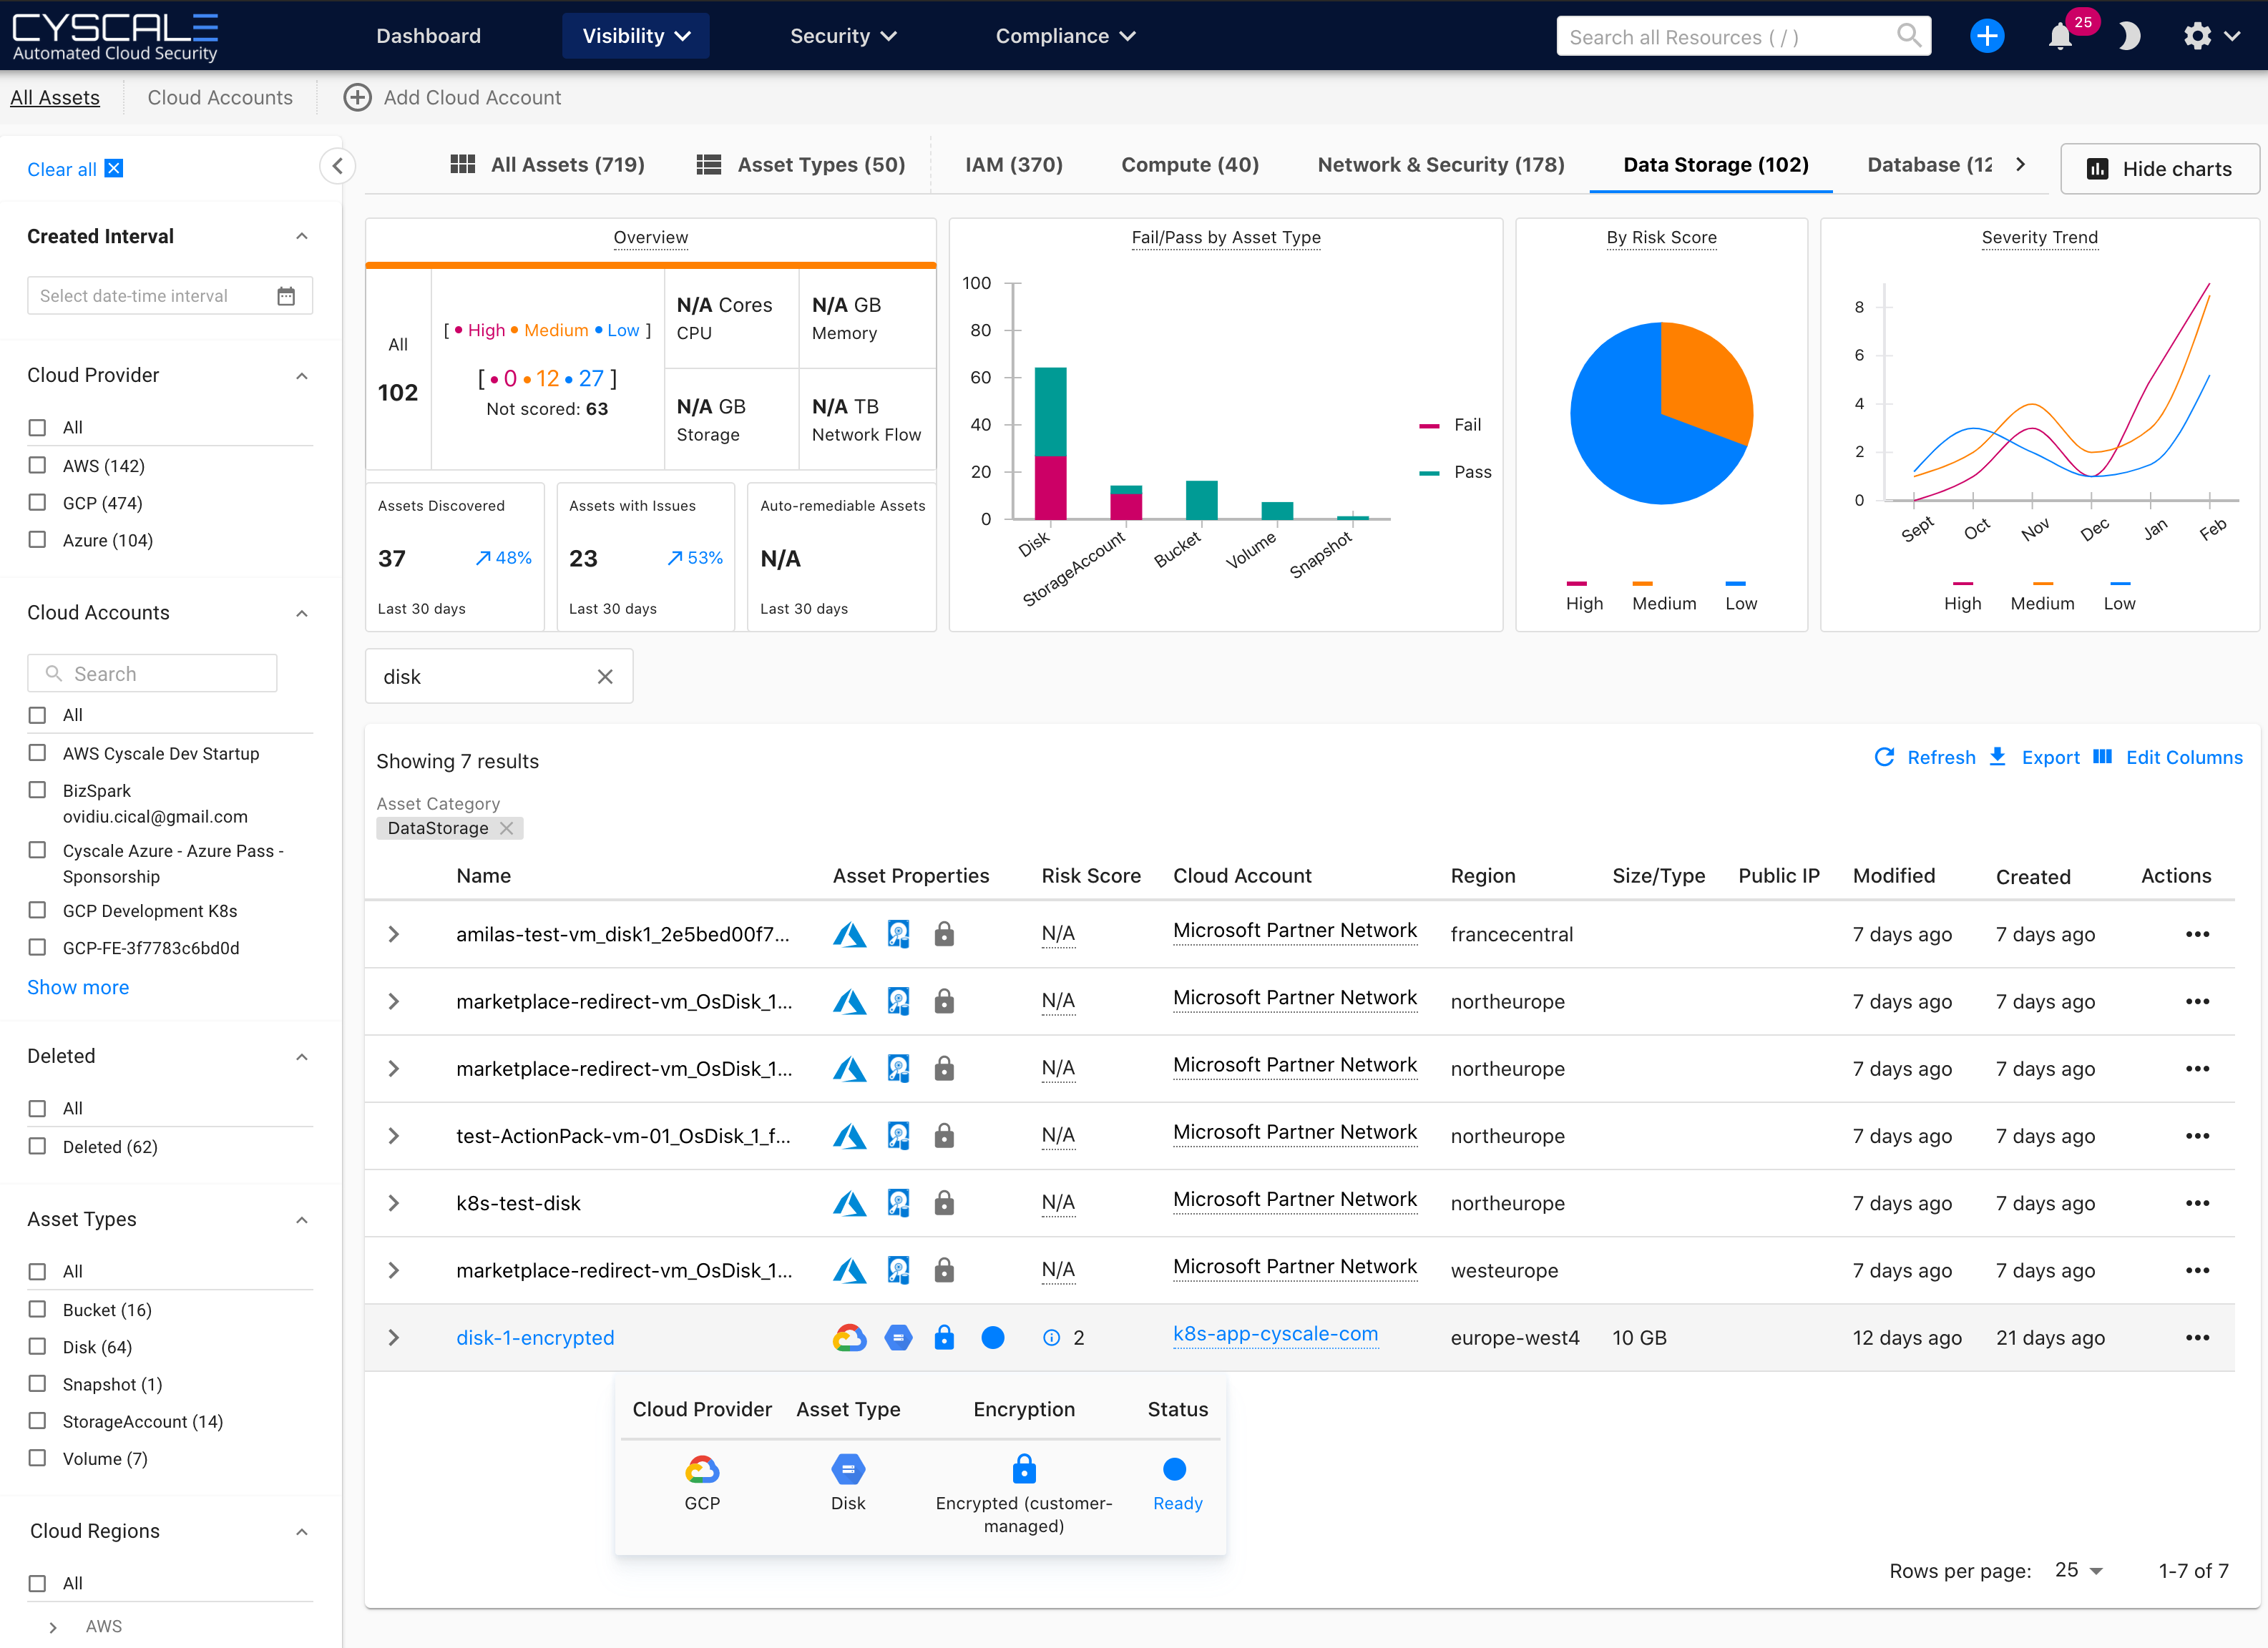 CYSCALE
Automated Cloud Security
Dashboard
Visibility
Security
Compliance
Search all Resources ( / )
25
All Assets
Cloud Accounts
Add Cloud Account
Clear all
Created Interval
Select date-time interval
Cloud Provider
All
AWS (142)
GCP (474)
Azure (104)
Cloud Accounts
Search
All
AWS Cyscale Dev Startup
BizSpark
ovidiu.cical@gmail.com
Cyscale Azure - Azure Pass -
Sponsorship
GCP Development K8s
GCP-FE-3f7783c6bd0d
Show more
Deleted
All
Deleted (62)
Asset Types
All
Bucket (16)
Disk (64)
Snapshot (1)
StorageAccount (14)
Volume (7)
Cloud Regions
All
AWS
All Assets (719)
Asset Types (50)
IAM (370)
Compute (40)
Network & Security (178)
Data Storage (102)
Database (12
Hide charts
Overview
All
102
[ • High • Medium • Low ]
[ • 0 • 12 • 27 ]
Not scored: 63
N/A Cores
CPU
N/A GB
Memory
N/A GB
Storage
N/A TB
Network Flow
Assets Discovered
37
48%
Last 30 days
Assets with Issues
23
53%
Last 30 days
Auto-remediable Assets
N/A
Last 30 days
Fail/Pass by Asset Type
100
80
60
40
20
0
Disk
StorageAccount
Bucket
Volume
Snapshot
Fail
Pass
By Risk Score
High
Medium
Low
Severity Trend
8
6
4
2
0
Sept
Oct
Nov
Dec
Jan
Feb
High
Medium
Low
disk
Showing 7 results
Refresh
Export
Edit Columns
Asset Category
DataStorage
Name Asset Properties Risk Score Cloud Account Region Size/Type Public IP Modified Created Actions
amilas-test-vm_disk1_2e5bed00f7... N/A Microsoft Partner Network francecentral 7 days ago 7 days ago
marketplace-redirect-vm_OsDisk_1... N/A Microsoft Partner Network northeurope 7 days ago 7 days ago
marketplace-redirect-vm_OsDisk_1... N/A Microsoft Partner Network northeurope 7 days ago 7 days ago
test-ActionPack-vm-01_OsDisk_1_f... N/A Microsoft Partner Network northeurope 7 days ago 7 days ago
k8s-test-disk N/A Microsoft Partner Network northeurope 7 days ago 7 days ago
marketplace-redirect-vm_OsDisk_1... N/A Microsoft Partner Network westeurope 7 days ago 7 days ago
disk-1-encrypted 2 k8s-app-cyscale-com europe-west4 10 GB 12 days ago 21 days ago
Cloud Provider Asset Type Encryption Status
GCP
Disk
Encrypted (customer-
managed)
Ready
Rows per page: 25
1-7 of 7